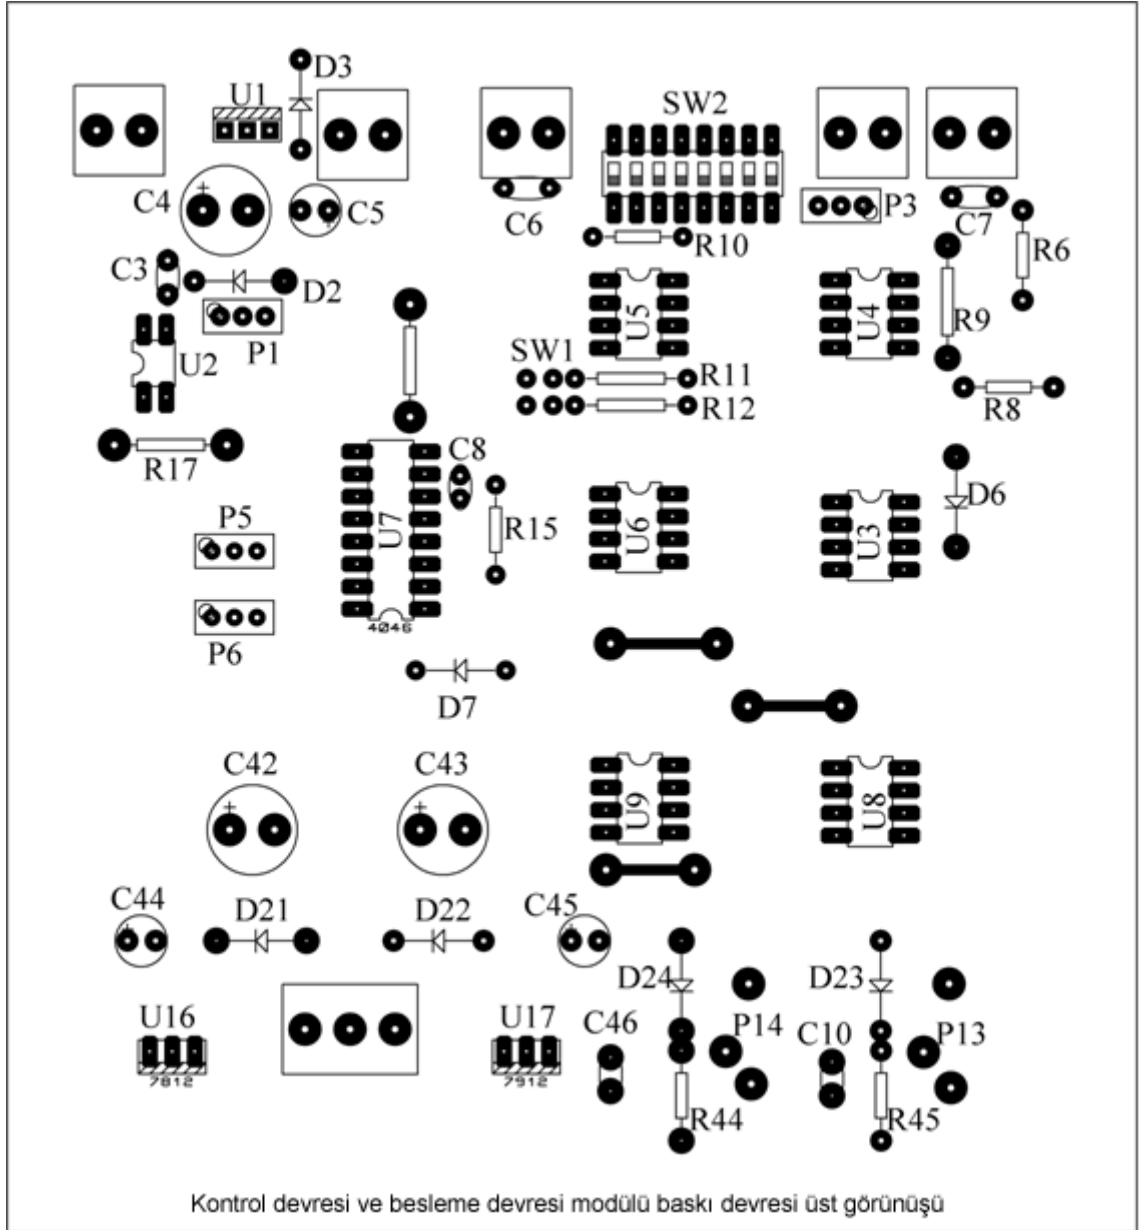 D3
U1
SW2
C4
C5
C6
P3
C7
R10
R6
C3
D2
P1
U2
U5
U4
R9
SW1
R11
R12
R8
R17
C8
U7
R15
U6
U3
D6
P5
4046
P6
D7
C42
C43
U9
U8
C44
D21
D22
C45
D24
D23
U16
U17
C46
P14
C10
P13
7812
7912
R44
R45
Kontrol devresi ve besleme devresi modülü baskı devresi üst görünüşü